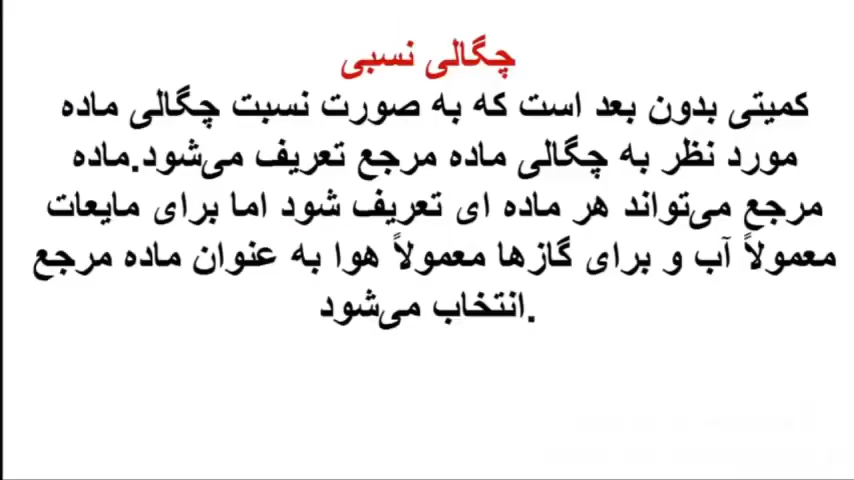 چگالی نسبی
کمیتی بدون بعد است که به صورت نسبت چگالی ماده
مورد نظر به چگالی ماده مرجع تعریف می‌شود.ماده
مرجع می‌تواند هر ماده ای تعریف شود اما برای مایعات
معمولاً آب و برای گازها معمولاً هوا به عنوان ماده مرجع
انتخاب می‌شود.